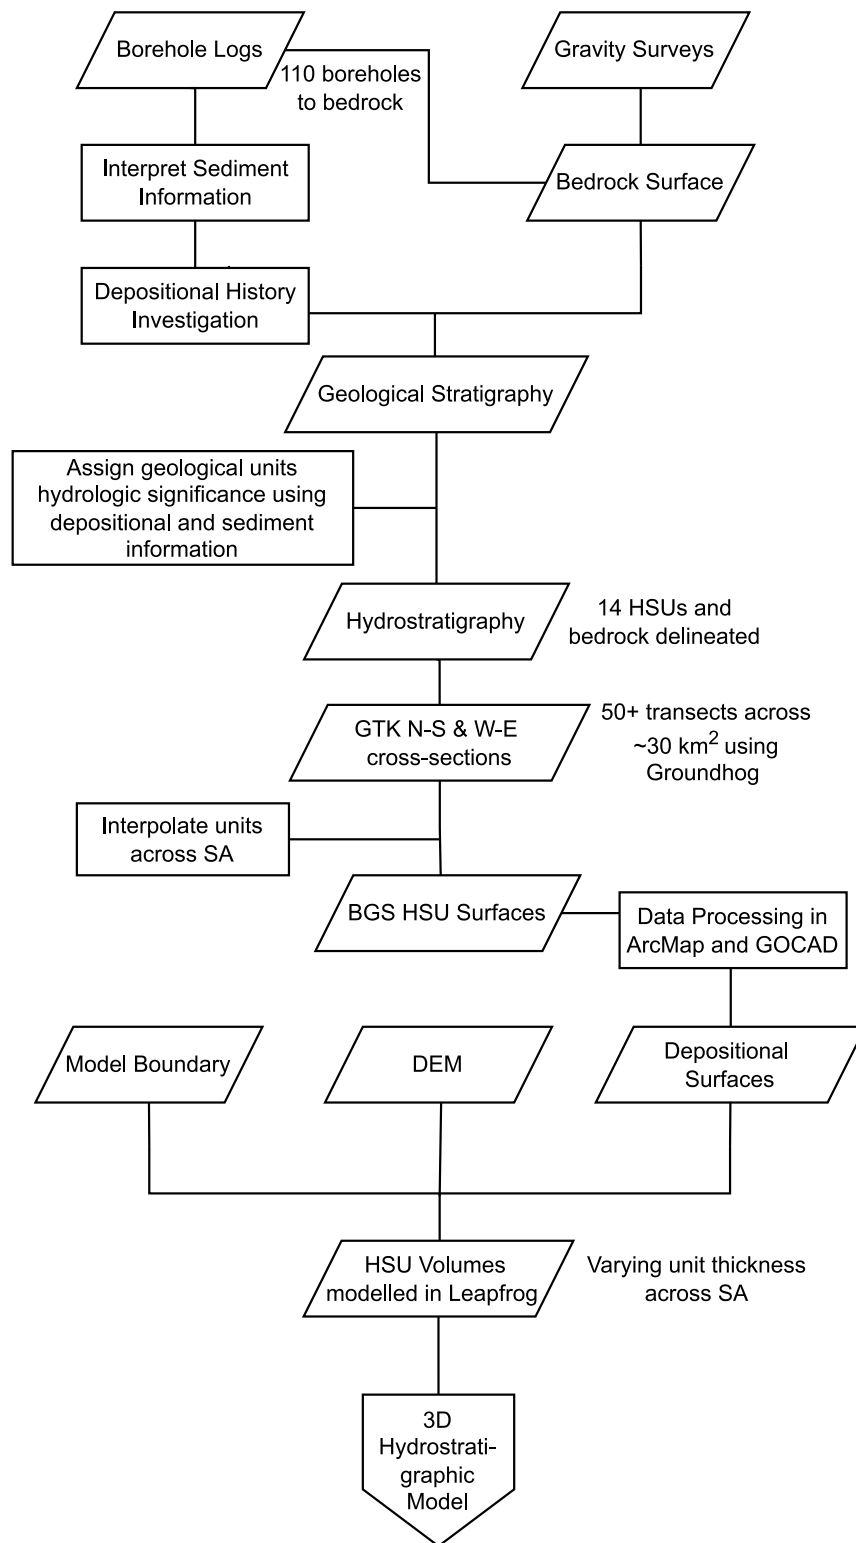 Borehole Logs
Gravity Surveys
110 boreholes
to bedrock
Interpret Sediment
Information
Bedrock Surface
Depositional History
Investigation
Geological Stratigraphy
Assign geological units
hydrologic significance using
depositional and sediment
information
Hydrostratigraphy
14 HSUs and
bedrock delineated
GTK N-S & W-E
cross-sections
50+ transects across
~30 km² using
Groundhog
Interpolate units
across SA
BGS HSU Surfaces
Data Processing in
ArcMap and GOCAD
Model Boundary
DEM
Depositional
Surfaces
HSU Volumes
modelled in Leapfrog
Varying unit thickness
across SA
3D
Hydrostrati-
graphic
Model